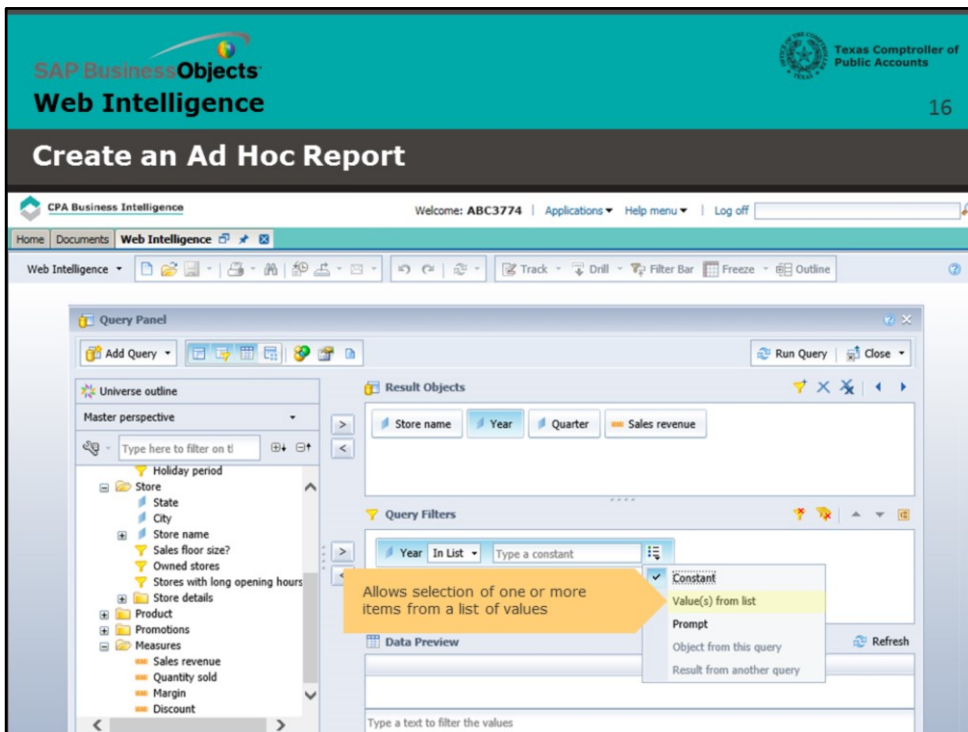 SAP BusinessObjects
Web Intelligence
Texas Comptroller of
Public Accounts
16
Create an Ad Hoc Report
CPA Business Intelligence
Welcome: ABC3774 | Applications Help menu | Log off
Home Documents Web Intelligence
Web Intelligence
Track Drill Filter Bar Freeze Outline
Query Panel
Add Query
Run Query Close
Universe outline
Master perspective
Type here to filter on t
Holiday period
Store
State
City
Store name
Sales floor size?
Owned stores
Stores with long opening hours
Store details
Product
Promotions
Measures
Sales revenue
Quantity sold
Margin
Discount
Result Objects
Store name Year Quarter Sales revenue
Query Filters
Year In List Type a constant
Allows selection of one or more
items from a list of values
Constant
Value(s) from list
Prompt
Object from this query
Result from another query
Data Preview
Refresh
Type a text to filter the values